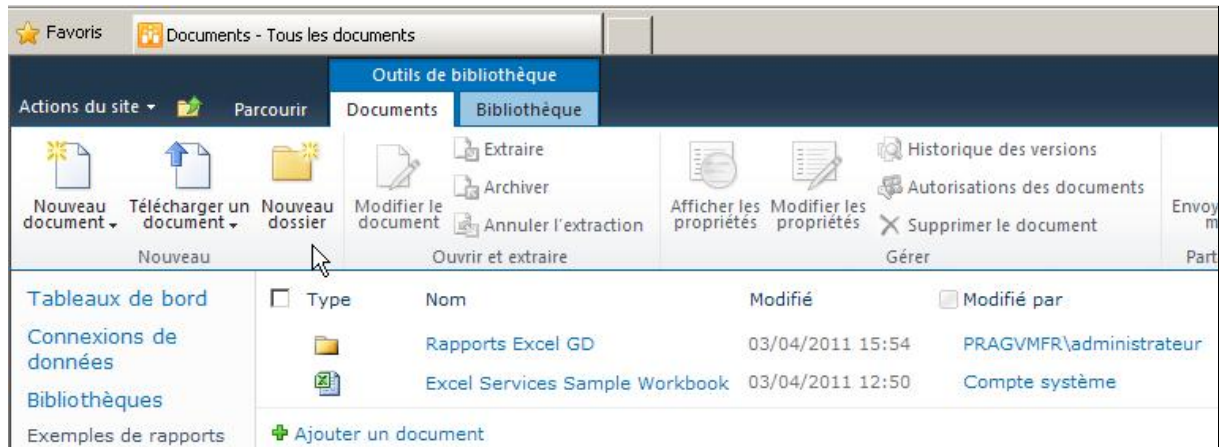 Favoris
Documents - Tous les documents
Outils de bibliothèque
Actions du site
Parcourir
Documents
Bibliothèque
Nouveau document
Télécharger un document
Nouveau dossier
Nouveau
Modifier le document
Extraire
Archiver
Annuler l'extraction
Ouvrir et extraire
Afficher les propriétés
Modifier les propriétés
Historique des versions
Autorisations des documents
Supprimer le document
Gérer
Envoy
m
Part
Tableaux de bord
Connexions de données
Bibliothèques
Exemples de rapports
Type Nom Modifié Modifié par
Rapports Excel GD 03/04/2011 15:54 PRAGVMFR\administrateur
Excel Services Sample Workbook 03/04/2011 12:50 Compte système
Ajouter un document